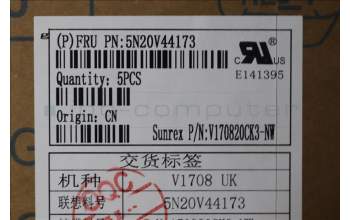 (P)FRU PN:5N20V44173
Quantity: 5PCS
C US
E141395
Origin: CN
Sunrex P/N:V170820CK3-NW
交货标签
机种 V1708 UK
联想料号 5N20V44173